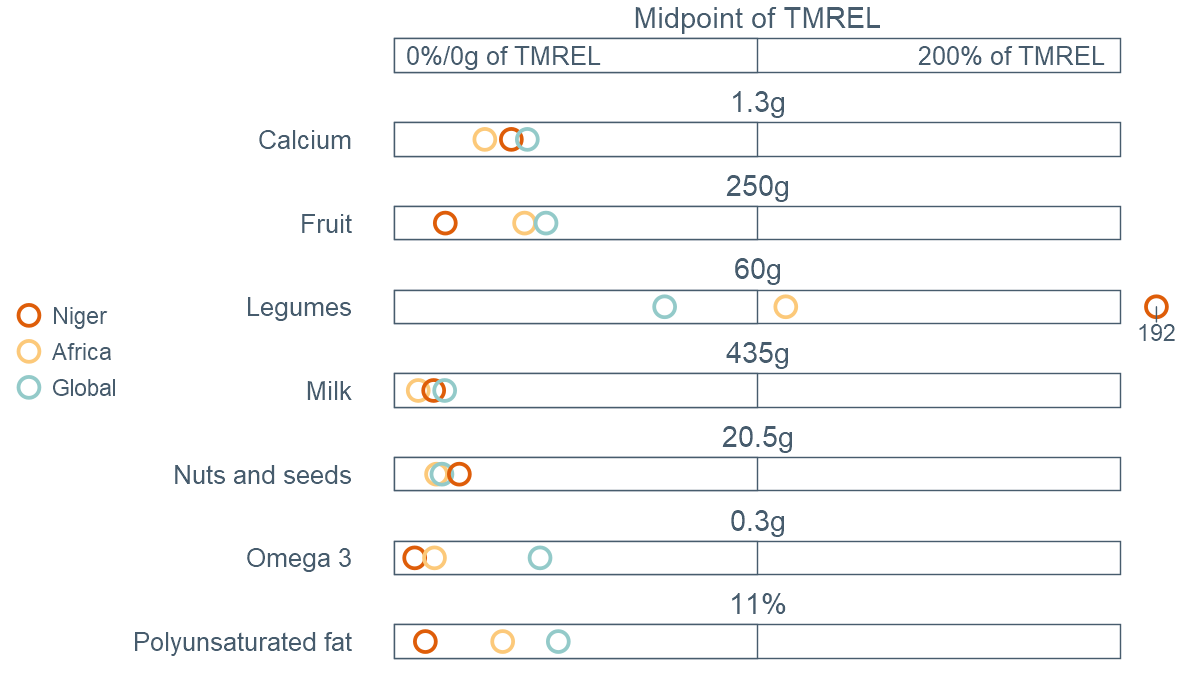 Midpoint of TMREL
0%/0g of TMREL
200% of TMREL
1.3g
Calcium
250g
Fruit
60g
Legumes
192
435g
Milk
20.5g
Nuts and seeds
0.3g
Omega 3
11%
Polyunsaturated fat
Niger
Africa
Global